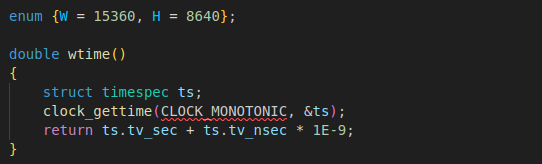 enum {W = 15360, H = 8640};
double wtime()
{
struct timespec ts;
clock_gettime(CLOCK_MONOTONIC, &ts);
return ts.tv_sec + ts.tv_nsec * 1E-9;
}